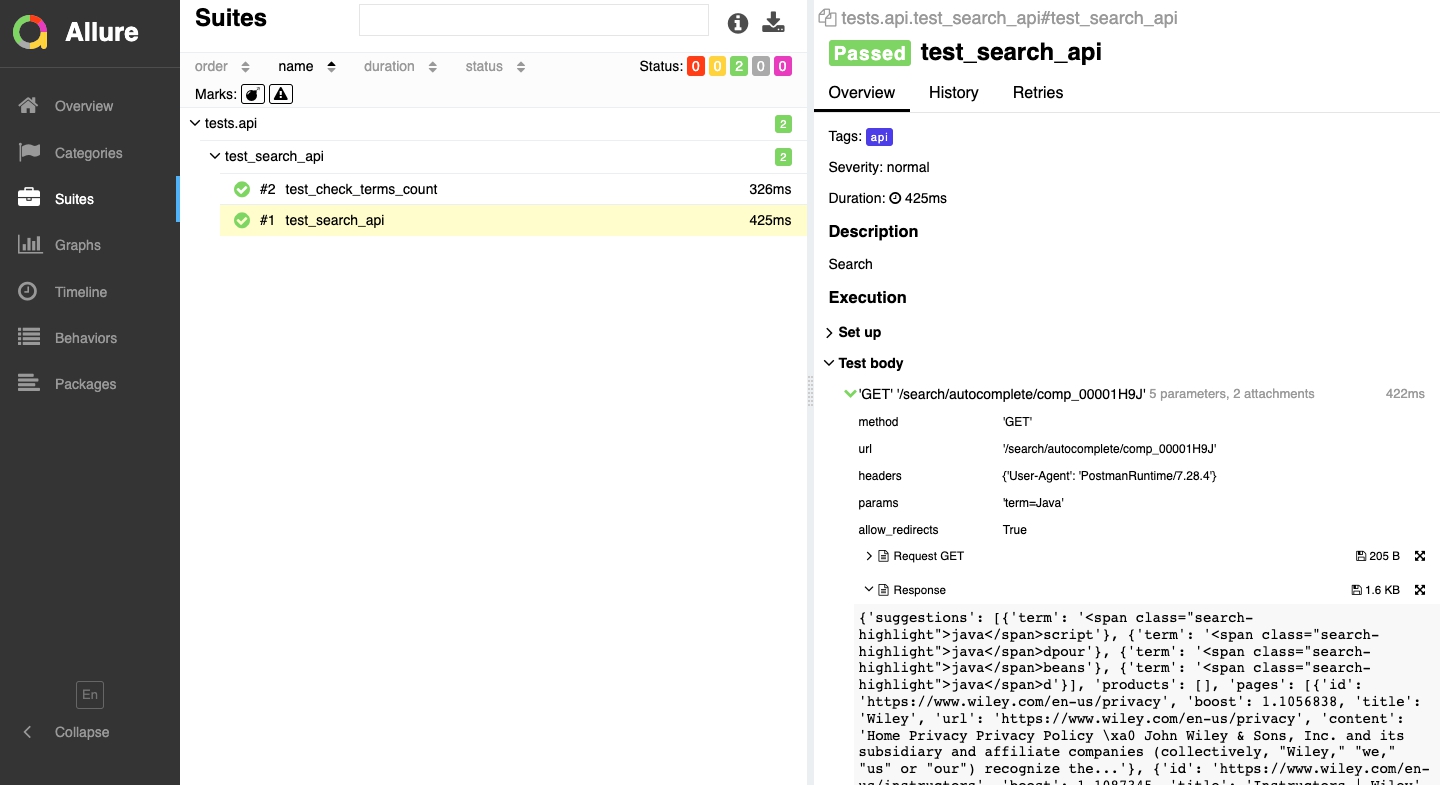 Allure
Overview
Categories
Suites
Graphs
Timeline
Behaviors
Packages
En
Collapse
Suites
order name duration status Status: 0 0 2 0 0
Marks:
tests.api 2
test_search_api 2
#2 test_check_terms_count 326ms
#1 test_search_api 425ms
tests.api.test_search_api#test_search_api
Passed test_search_api
Overview History Retries
Tags: api
Severity: normal
Duration: 425ms
Description
Search
Execution
Set up
Test body
'GET' '/search/autocomplete/comp_00001H9J' 5 parameters, 2 attachments 422ms
method 'GET'
url '/search/autocomplete/comp_00001H9J'
headers {'User-Agent': 'PostmanRuntime/7.28.4'}
params 'term=Java'
allow_redirects True
Request GET 205 B
Response 1.6 KB
{'suggestions': [{'term': '<span class="search-
highlight">java</span>script'}, {'term': '<span class="search-
highlight">java</span>dpour'}, {'term': '<span class="search-
highlight">java</span>beans'}, {'term': '<span class="search-
highlight">java</span>d'}], 'products': [], 'pages': [{'id':
'https://www.wiley.com/en-us/privacy', 'boost': 1.1056838, 'title':
'Wiley', 'url': 'https://www.wiley.com/en-us/privacy', 'content':
'Home Privacy Privacy Policy \xa0 John Wiley & Sons, Inc. and its
subsidiary and affiliate companies (collectively, "Wiley," "we,"
"us" or "our") recognize the...'}, {'id': 'https://www.wiley.com/en-
us/instructors', 'boost': 1.1087345, 'title': 'Instructors | Wiley'